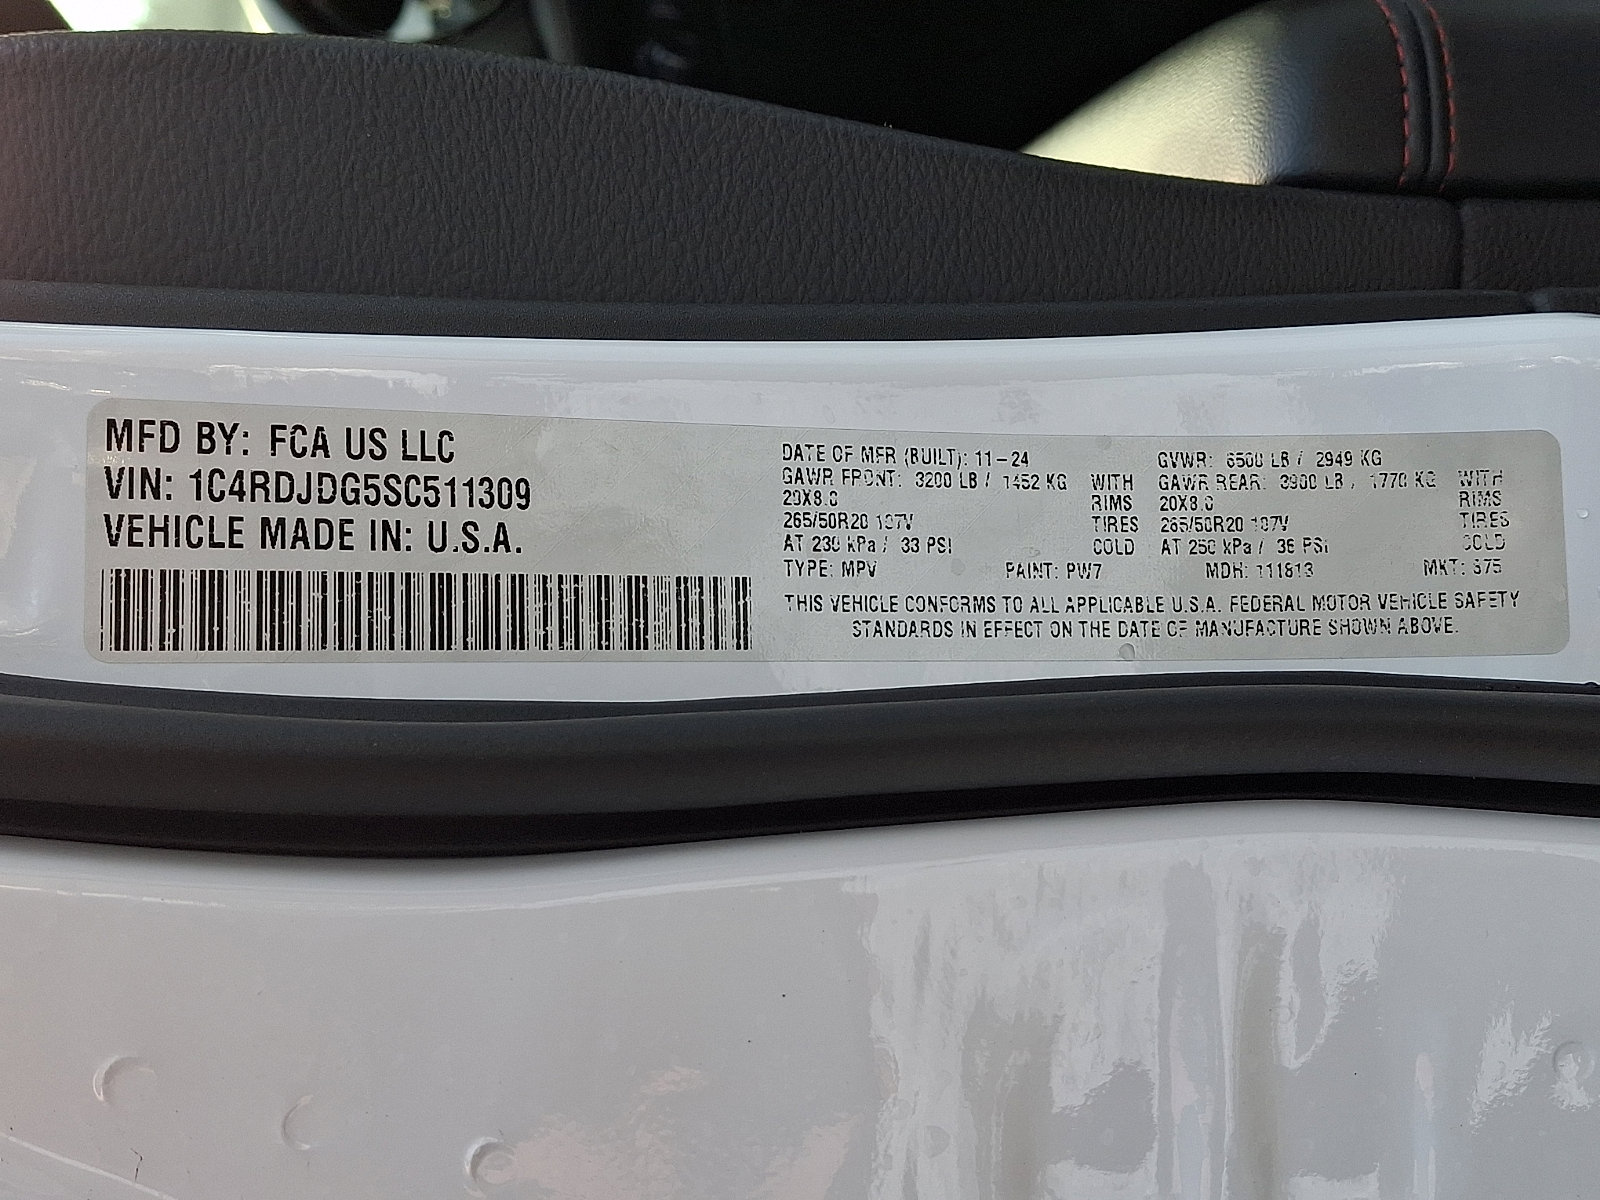 MFD BY: FCA US LLC
VIN: 1C4RDJDG5SC511309
VEHICLE MADE IN: U.S.A.
DATE OF MFR (BUILT): 11-24 GVWR: 6500 LB / 2949 KG
GAWR FRONT: 3200 LB / 1452 KG WITH GAWR REAR: 3900 LB / 1770 KG WITH
20X8.0 RIMS 20X8.0 RIMS
265/50R20 107V TIRES 265/50R20 107V TIRES
AT 230 kPa / 33 PSI COLD AT 250 kPa / 36 PSI COLD
TYPE: MPV PAINT: PW7 MDH: 111813 MKT:
THIS VEHICLE CONFORMS TO ALL APPLICABLE U.S.A. FEDERAL MOTOR VEHICLE SAFETY
STANDARDS IN EFFECT ON THE DATE OF MANUFACTURE SHOWN ABOVE.